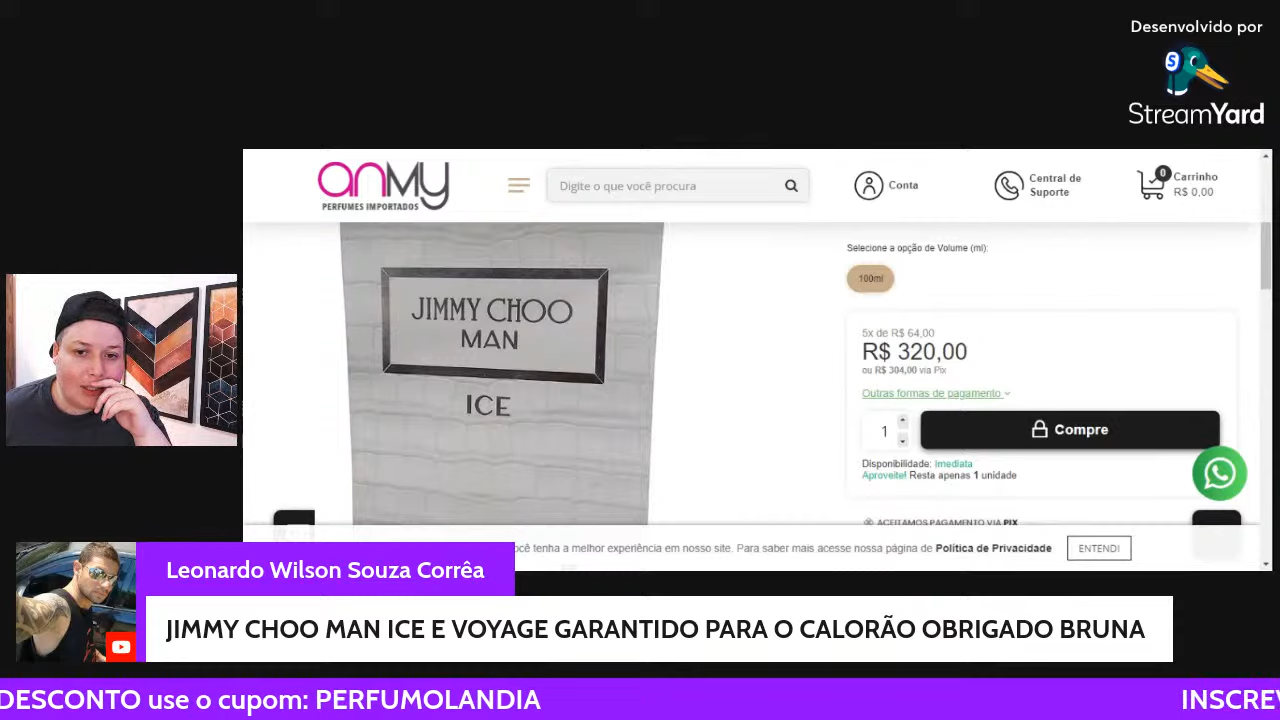 Desenvolvido por
StreamYard
anMy
PERFUMES IMPORTADOS
Digite o que você procura
Conta
Central de
Suporte
0
Carrinho
R$ 0,00
Selecione a opção de Volume (ml):
100ml
JIMMY CHOO
MAN
ICE
5x de R$ 64,00
R$ 320,00
ou R$ 304,00 via Pix
Outras formas de pagamento
1
Compre
Disponibilidade: Imediata
Aproveite! Resta apenas 1 unidade
ACEITAMOS PAGAMENTO VIA PIX
você tenha a melhor experiência em nosso site. Para saber mais acesse nossa página de Política de Privacidade
ENTENDI
Leonardo Wilson Souza Corrêa
JIMMY CHOO MAN ICE E VOYAGE GARANTIDO PARA O CALORÃO OBRIGADO BRUNA
DESCONTO use o cupom: PERFUMOLANDIA
INSCREV